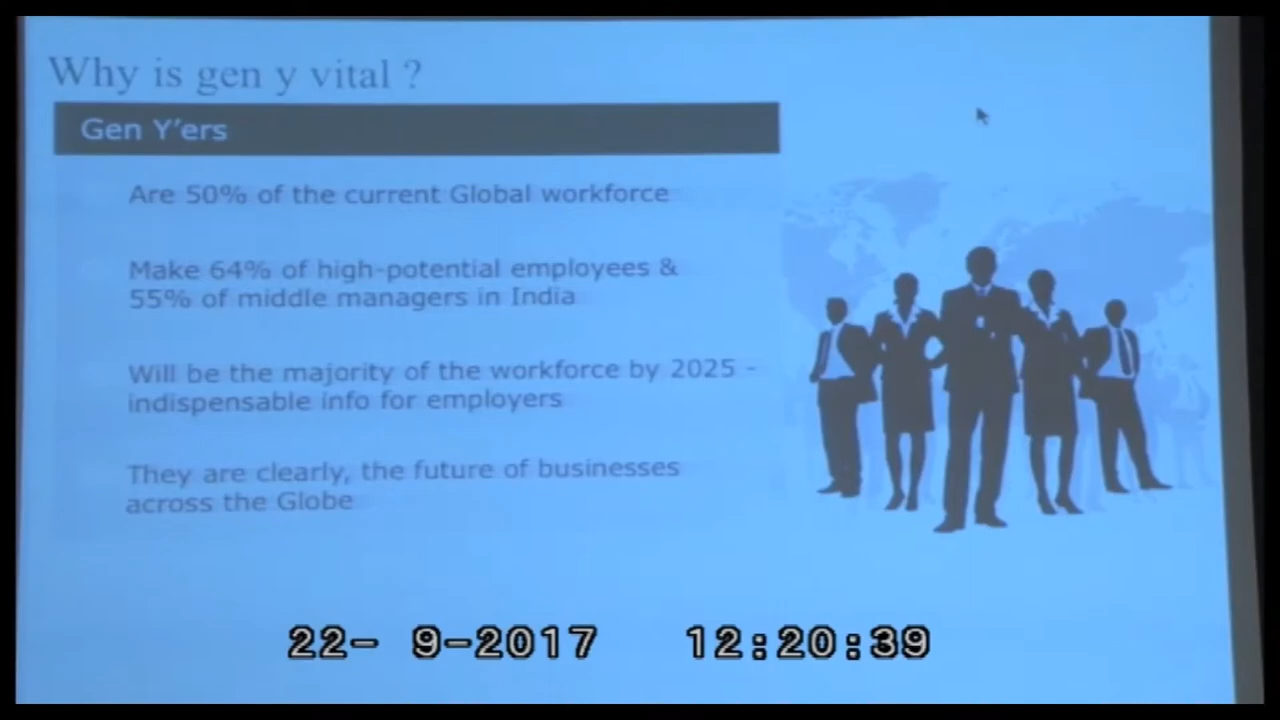 Why is gen y vital ?
Gen Y'ers
Are 50% of the current Global workforce
Make 64% of high-potential employees &
55% of middle managers in India
Will be the majority of the workforce by 2025 -
indispensable info for employers
They are clearly, the future of businesses
across the Globe
22- 9-2017 12:20:39